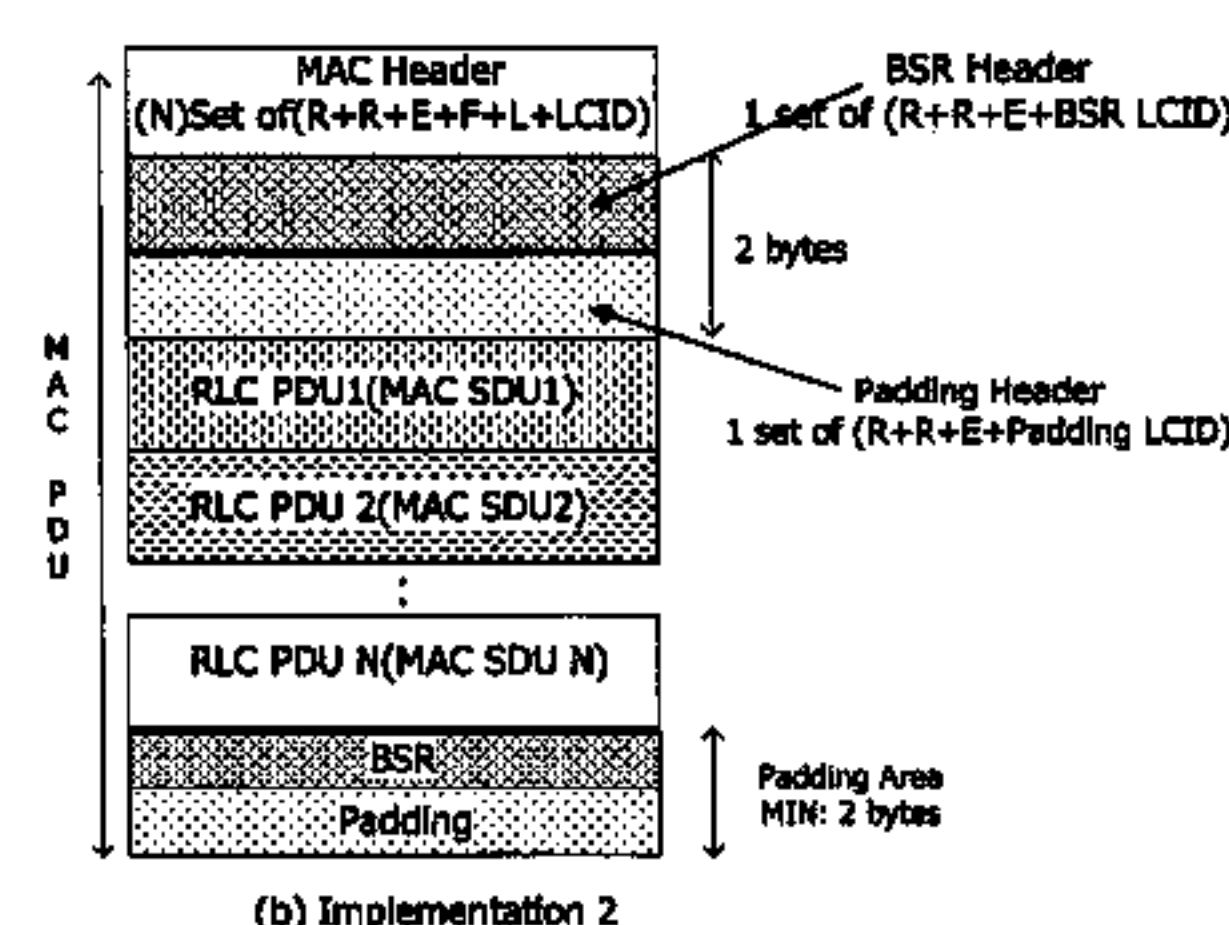 MAC Header
(N)Set of(R+R+E+F+L+LCID)
BSR Header
1 set of (R+R+E+BSR LCID)
2 bytes
MAC PDU
RLC PDU1(MAC SDU1)
Padding Header
1 set of (R+R+E+Padding LCID)
RLC PDU 2(MAC SDU2)
RLC PDU N(MAC SDU N)
BSR
Padding
Padding Area
MIN: 2 bytes
(b) Implementation 2